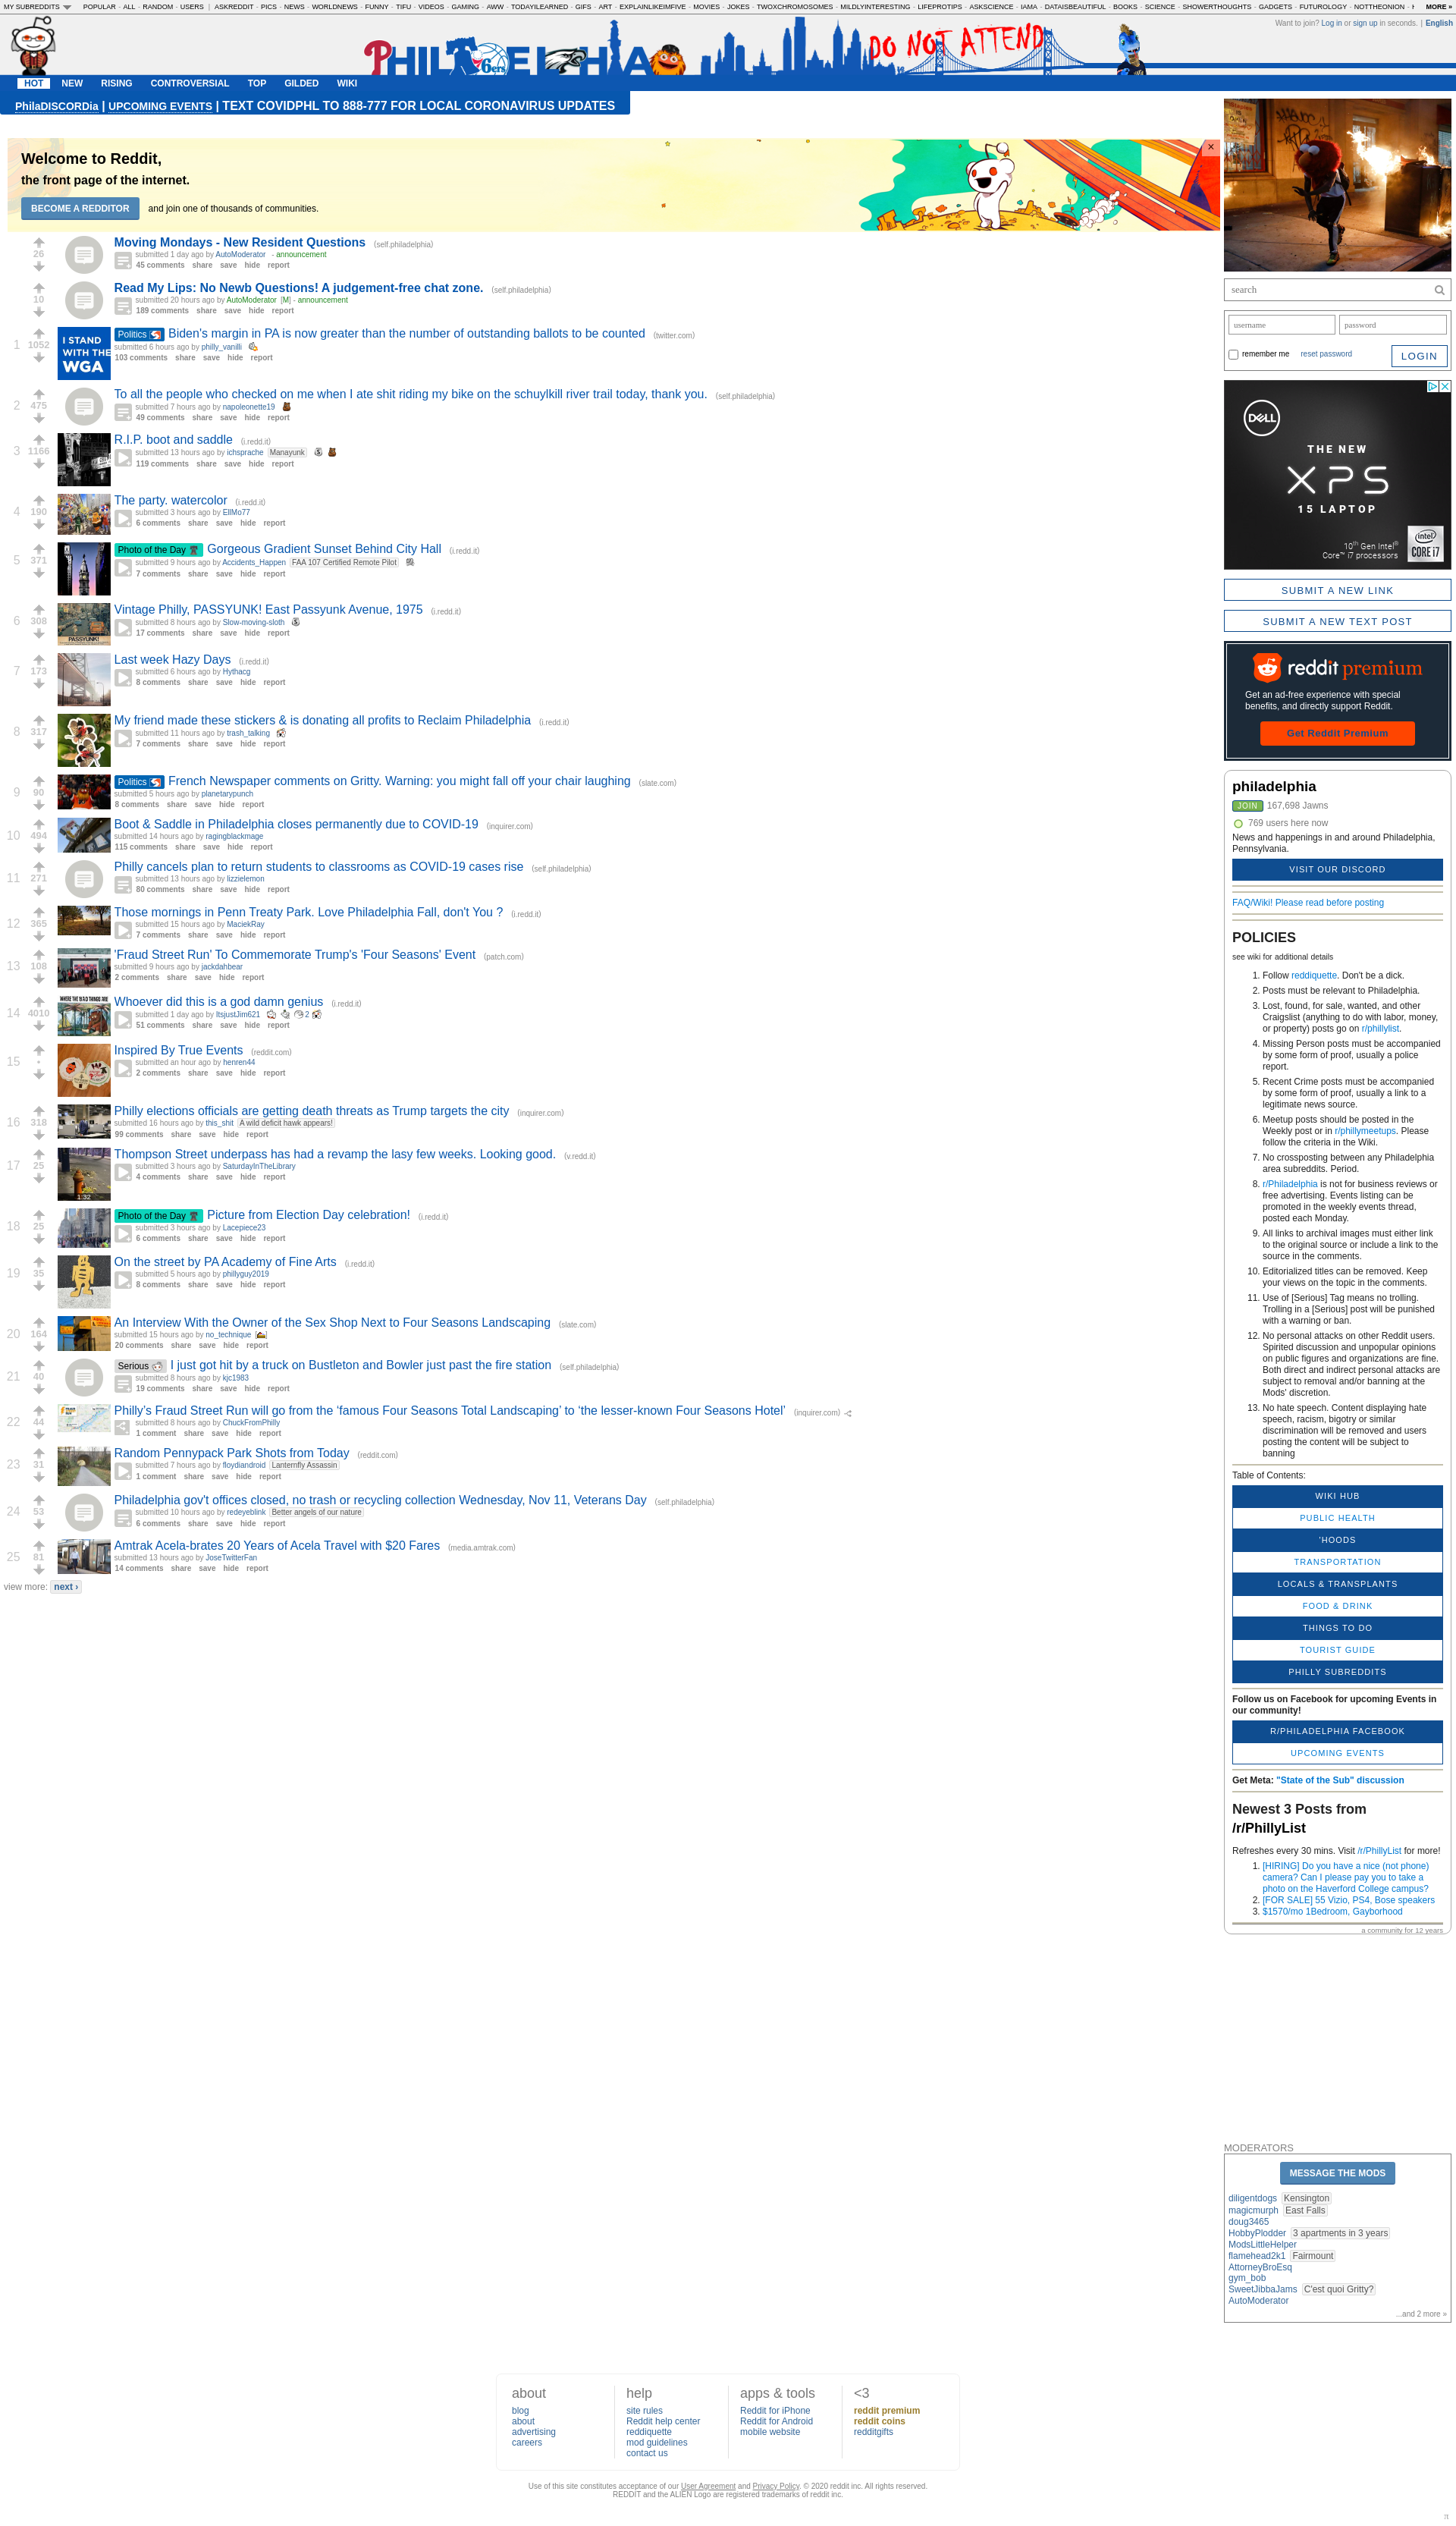 MY SUBREDDITS POPULAR - ALL - RANDOM - USERS | ASKREDDIT - PICS - NEWS - WORLDNEWS - FUNNY - TIFU - VIDEOS - GAMING - AWW - TODAYILEARNED - GIFS - ART - EXPLAINLIKEIMFIVE - MOVIES - JOKES - TWOXCHROMOSOMES - MILDLYINTERESTING - LIFEPROTIPS - ASKSCIENCE - IAMA - DATAISBEAUTIFUL - BOOKS - SCIENCE - SHOWERTHOUGHTS - GADGETS - FUTUROLOGY - NOTTHEONION - MORE »
Want to join? Log in or sign up in seconds. | English
DO NOT ATTEND
HOT NEW RISING CONTROVERSIAL TOP GILDED WIKI
PhilaDISCORDia | UPCOMING EVENTS | TEXT COVIDPHL TO 888-777 FOR LOCAL CORONAVIRUS UPDATES
Welcome to Reddit,
the front page of the internet.
BECOME A REDDITOR and join one of thousands of communities.
×
Moving Mondays - New Resident Questions (self.philadelphia)
26
submitted 1 day ago by AutoModerator - announcement
45 comments share save hide report
Read My Lips: No Newb Questions! A judgement-free chat zone. (self.philadelphia)
10
submitted 20 hours ago by AutoModerator [M] - announcement
189 comments share save hide report
I STAND WITH THE WGA
1 1052
Politics Biden's margin in PA is now greater than the number of outstanding ballots to be counted (twitter.com)
submitted 6 hours ago by philly_vanilli
103 comments share save hide report
2 475
To all the people who checked on me when I ate shit riding my bike on the schuylkill river trail today, thank you. (self.philadelphia)
submitted 7 hours ago by napoleonette19
49 comments share save hide report
3 1166
R.I.P. boot and saddle (i.redd.it)
submitted 13 hours ago by ichsprache Manayunk
119 comments share save hide report
4 190
The party. watercolor (i.redd.it)
submitted 3 hours ago by EllMo77
6 comments share save hide report
5 371
Photo of the Day Gorgeous Gradient Sunset Behind City Hall (i.redd.it)
submitted 9 hours ago by Accidents_Happen FAA 107 Certified Remote Pilot
7 comments share save hide report
6 308
PASSYUNK!
Vintage Philly, PASSYUNK! East Passyunk Avenue, 1975 (i.redd.it)
submitted 8 hours ago by Slow-moving-sloth
17 comments share save hide report
7 173
Last week Hazy Days (i.redd.it)
submitted 6 hours ago by Hythacg
8 comments share save hide report
8 317
My friend made these stickers & is donating all profits to Reclaim Philadelphia (i.redd.it)
submitted 11 hours ago by trash_talking
7 comments share save hide report
9 90
Politics French Newspaper comments on Gritty. Warning: you might fall off your chair laughing (slate.com)
submitted 5 hours ago by planetarypunch
8 comments share save hide report
10 494
Boot & Saddle in Philadelphia closes permanently due to COVID-19 (inquirer.com)
submitted 14 hours ago by ragingblackmage
115 comments share save hide report
11 271
Philly cancels plan to return students to classrooms as COVID-19 cases rise (self.philadelphia)
submitted 13 hours ago by lizzielemon
80 comments share save hide report
12 365
Those mornings in Penn Treaty Park. Love Philadelphia Fall, don't You ? (i.redd.it)
submitted 15 hours ago by MaciekRay
7 comments share save hide report
13 108
'Fraud Street Run' To Commemorate Trump's 'Four Seasons' Event (patch.com)
submitted 9 hours ago by jackdahbear
2 comments share save hide report
14 4010
WHERE THE WILD THINGS ARE
Whoever did this is a god damn genius (i.redd.it)
submitted 1 day ago by ItsjustJim621 2
51 comments share save hide report
15 •
Inspired By True Events (reddit.com)
submitted an hour ago by henren44
2 comments share save hide report
16 318
Philly elections officials are getting death threats as Trump targets the city (inquirer.com)
submitted 16 hours ago by this_shit A wild deficit hawk appears!
99 comments share save hide report
17 25
1:32
Thompson Street underpass has had a revamp the lasy few weeks. Looking good. (v.redd.it)
submitted 3 hours ago by SaturdayInTheLibrary
4 comments share save hide report
18 25
Photo of the Day Picture from Election Day celebration! (i.redd.it)
submitted 3 hours ago by Lacepiece23
6 comments share save hide report
19 35
On the street by PA Academy of Fine Arts (i.redd.it)
submitted 5 hours ago by phillyguy2019
8 comments share save hide report
20 164
An Interview With the Owner of the Sex Shop Next to Four Seasons Landscaping (slate.com)
submitted 15 hours ago by no_technique
20 comments share save hide report
21 40
Serious I just got hit by a truck on Bustleton and Bowler just past the fire station (self.philadelphia)
submitted 8 hours ago by kjc1983
19 comments share save hide report
22 44
Philly’s Fraud Street Run will go from the ‘famous Four Seasons Total Landscaping’ to ‘the lesser-known Four Seasons Hotel’ (inquirer.com)
submitted 8 hours ago by ChuckFromPhilly
1 comment share save hide report
23 31
Random Pennypack Park Shots from Today (reddit.com)
submitted 7 hours ago by floydiandroid Lanternfly Assassin
1 comment share save hide report
24 53
Philadelphia gov't offices closed, no trash or recycling collection Wednesday, Nov 11, Veterans Day (self.philadelphia)
submitted 10 hours ago by redeyeblink Better angels of our nature
6 comments share save hide report
25 81
Amtrak Acela-brates 20 Years of Acela Travel with $20 Fares (media.amtrak.com)
submitted 13 hours ago by JoseTwitterFan
14 comments share save hide report
view more: next ›
search
username password
remember me reset password LOGIN
DELL
THE NEW
XPS
15 LAPTOP
10th Gen Intel®
Core™ i7 processors
intel CORE i7
SUBMIT A NEW LINK
SUBMIT A NEW TEXT POST
reddit premium
Get an ad-free experience with special
benefits, and directly support Reddit.
Get Reddit Premium
philadelphia
JOIN 167,698 Jawns
769 users here now
News and happenings in and around Philadelphia,
Pennsylvania.
VISIT OUR DISCORD
FAQ/Wiki! Please read before posting
POLICIES
see wiki for additional details
1. Follow reddiquette. Don't be a dick.
2. Posts must be relevant to Philadelphia.
3. Lost, found, for sale, wanted, and other
Craigslist (anything to do with labor, money,
or property) posts go on r/phillylist.
4. Missing Person posts must be accompanied
by some form of proof, usually a police
report.
5. Recent Crime posts must be accompanied
by some form of proof, usually a link to a
legitimate news source.
6. Meetup posts should be posted in the
Weekly post or in r/phillymeetups. Please
follow the criteria in the Wiki.
7. No crossposting between any Philadelphia
area subreddits. Period.
8. r/Philadelphia is not for business reviews or
free advertising. Events listing can be
promoted in the weekly events thread,
posted each Monday.
9. All links to archival images must either link
to the original source or include a link to the
source in the comments.
10. Editorialized titles can be removed. Keep
your views on the topic in the comments.
11. Use of [Serious] Tag means no trolling.
Trolling in a [Serious] post will be punished
with a warning or ban.
12. No personal attacks on other Reddit users.
Spirited discussion and unpopular opinions
on public figures and organizations are fine.
Both direct and indirect personal attacks are
subject to removal and/or banning at the
Mods' discretion.
13. No hate speech. Content displaying hate
speech, racism, bigotry or similar
discrimination will be removed and users
posting the content will be subject to
banning
Table of Contents:
WIKI HUB
PUBLIC HEALTH
'HOODS
TRANSPORTATION
LOCALS & TRANSPLANTS
FOOD & DRINK
THINGS TO DO
TOURIST GUIDE
PHILLY SUBREDDITS
Follow us on Facebook for upcoming Events in
our community!
R/PHILADELPHIA FACEBOOK
UPCOMING EVENTS
Get Meta: "State of the Sub" discussion
Newest 3 Posts from
/r/PhillyList
Refreshes every 30 mins. Visit /r/PhillyList for more!
1. [HIRING] Do you have a nice (not phone)
camera? Can I please pay you to take a
photo on the Haverford College campus?
2. [FOR SALE] 55 Vizio, PS4, Bose speakers
3. $1570/mo 1Bedroom, Gayborhood
a community for 12 years
MODERATORS
MESSAGE THE MODS
diligentdogs Kensington
magicmurph East Falls
doug3465
HobbyPlodder 3 apartments in 3 years
ModsLittleHelper
flamehead2k1 Fairmount
AttorneyBroEsq
gym_bob
SweetJibbaJams C'est quoi Gritty?
AutoModerator
...and 2 more »
about
blog
about
advertising
careers
help
site rules
Reddit help center
reddiquette
mod guidelines
contact us
apps & tools
Reddit for iPhone
Reddit for Android
mobile website
<3
reddit premium
reddit coins
redditgifts
Use of this site constitutes acceptance of our User Agreement and Privacy Policy. © 2020 reddit inc. All rights reserved.
REDDIT and the ALIEN Logo are registered trademarks of reddit inc.
π